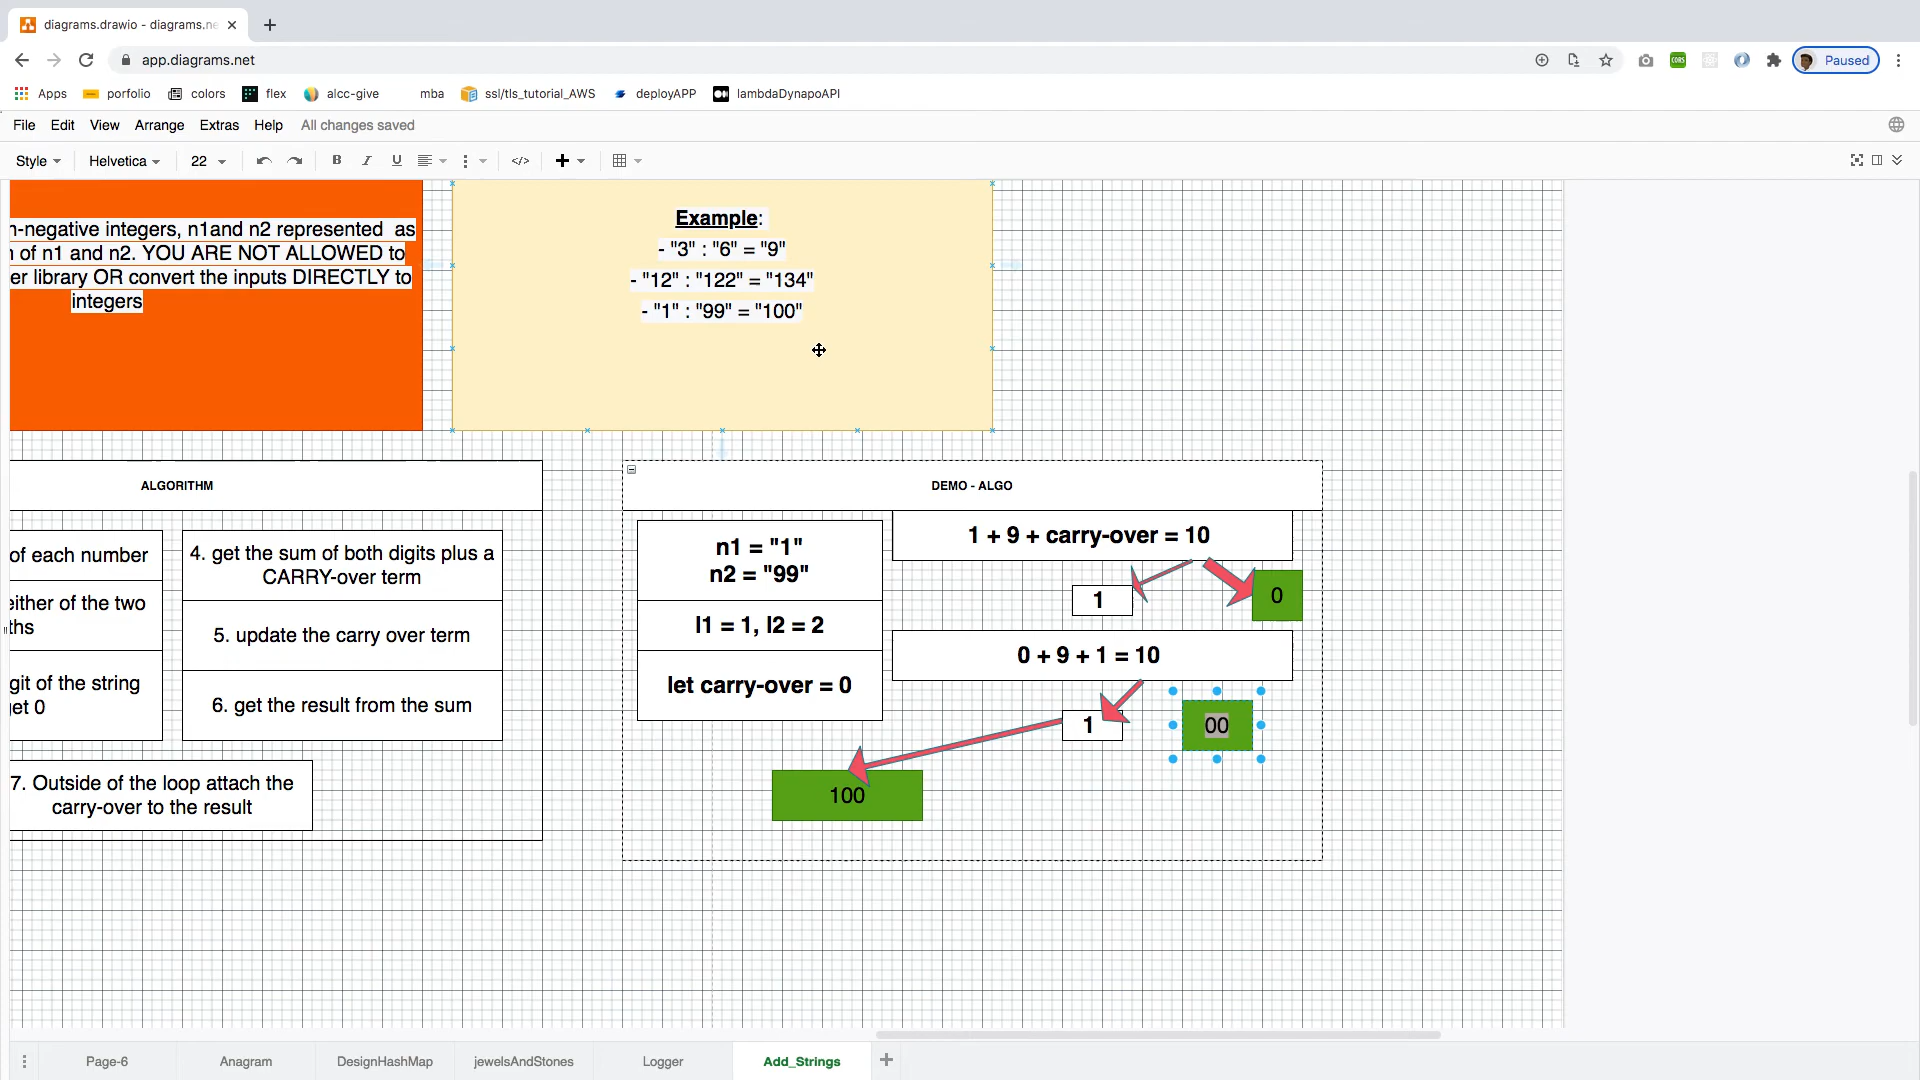 diagrams.drawio - diagrams.ne
app.diagrams.net
Paused
Apps
porfolio
colors
flex
alcc-give
mba
ssl/tls_tutorial_AWS
deployAPP
lambdaDynapoAPI
File Edit View Arrange Extras Help All changes saved
Style Helvetica 22 B I U </>
n-negative integers, n1and n2 represented as
of n1 and n2. YOU ARE NOT ALLOWED to
er library OR convert the inputs DIRECTLY to
integers
Example:
- "3" : "6" = "9"
- "12" : "122" = "134"
- "1" : "99" = "100"
ALGORITHM
of each number
either of the two
ths
git of the string
get 0
4. get the sum of both digits plus a
CARRY-over term
5. update the carry over term
6. get the result from the sum
7. Outside of the loop attach the
carry-over to the result
DEMO - ALGO
n1 = "1"
n2 = "99"
l1 = 1, l2 = 2
let carry-over = 0
1 + 9 + carry-over = 10
1
0
0 + 9 + 1 = 10
1
00
100
Page-6
Anagram
DesignHashMap
jewelsAndStones
Logger
Add_Strings